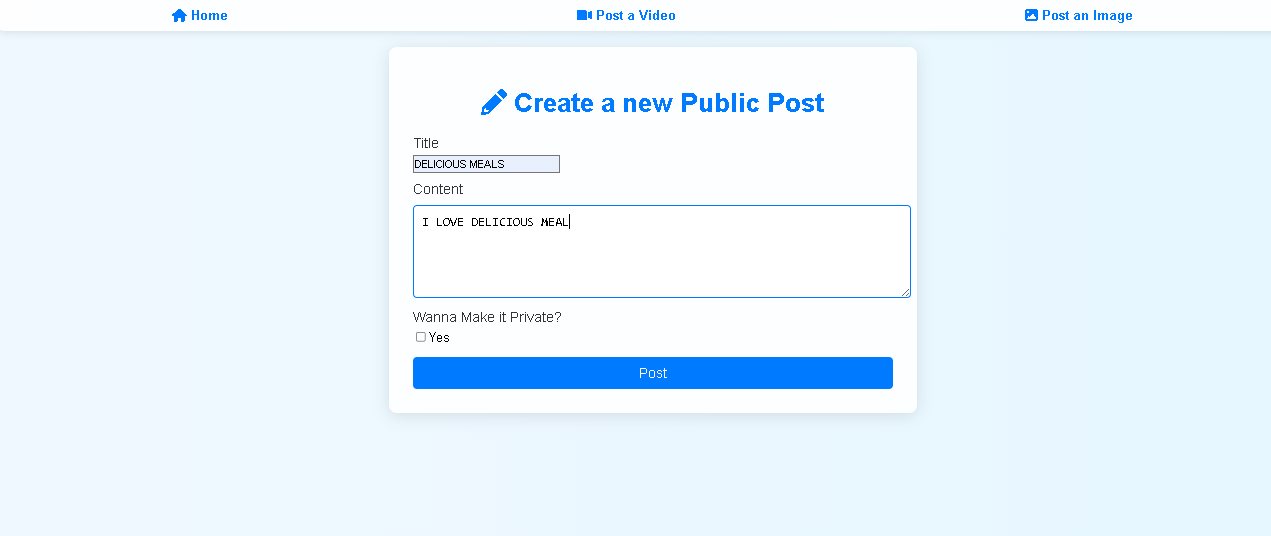 Home Post a Video Post an Image
Create a new Public Post
Title
DELICIOUS MEALS
Content
I LOVE DELICIOUS MEAL
Wanna Make it Private?
Yes
Post